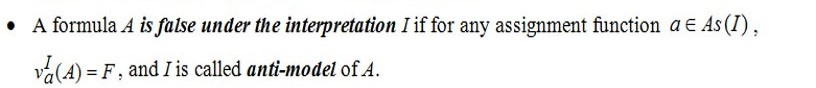 • A formula A is false under the interpretation I if for any assignment function a ∈ As(I),
v_a^I(A) = F, and I is called anti-model of A.